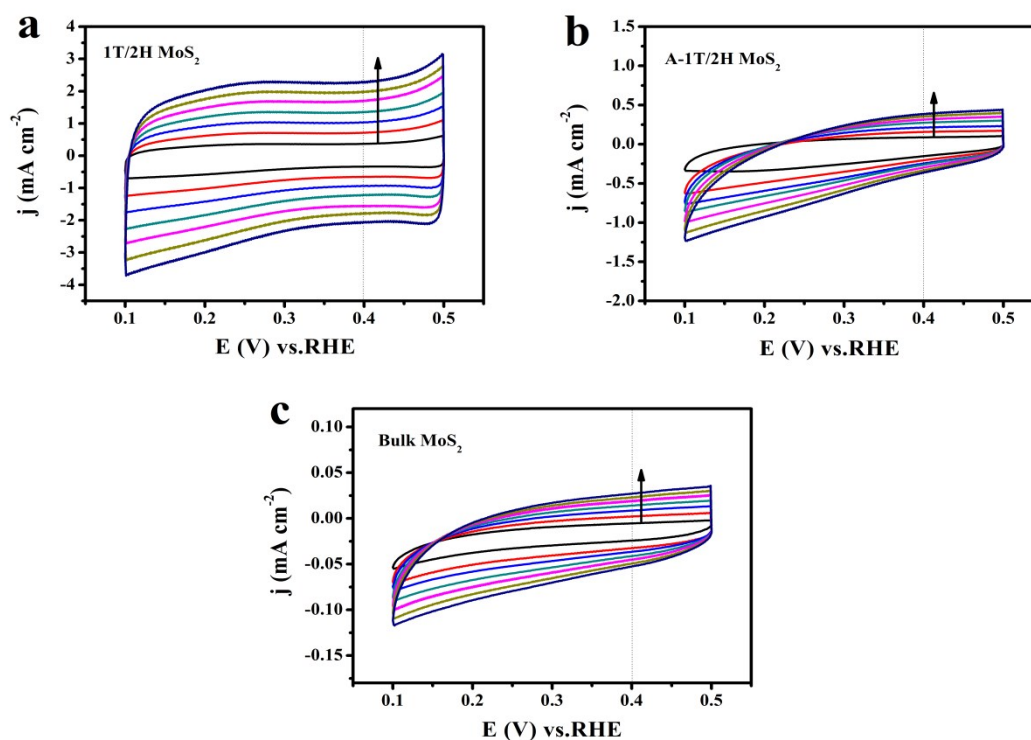 a
1T/2H MoS₂
j (mA cm⁻²)
4
3
2
1
0
-1
-2
-3
-4
0.1 0.2 0.3 0.4 0.5
E (V) vs.RHE
b
A-1T/2H MoS₂
j (mA cm⁻²)
1.5
1.0
0.5
0.0
-0.5
-1.0
-1.5
-2.0
0.1 0.2 0.3 0.4 0.5
E (V) vs.RHE
c
Bulk MoS₂
j (mA cm⁻²)
0.10
0.05
0.00
-0.05
-0.10
-0.15
0.1 0.2 0.3 0.4 0.5
E (V) vs.RHE